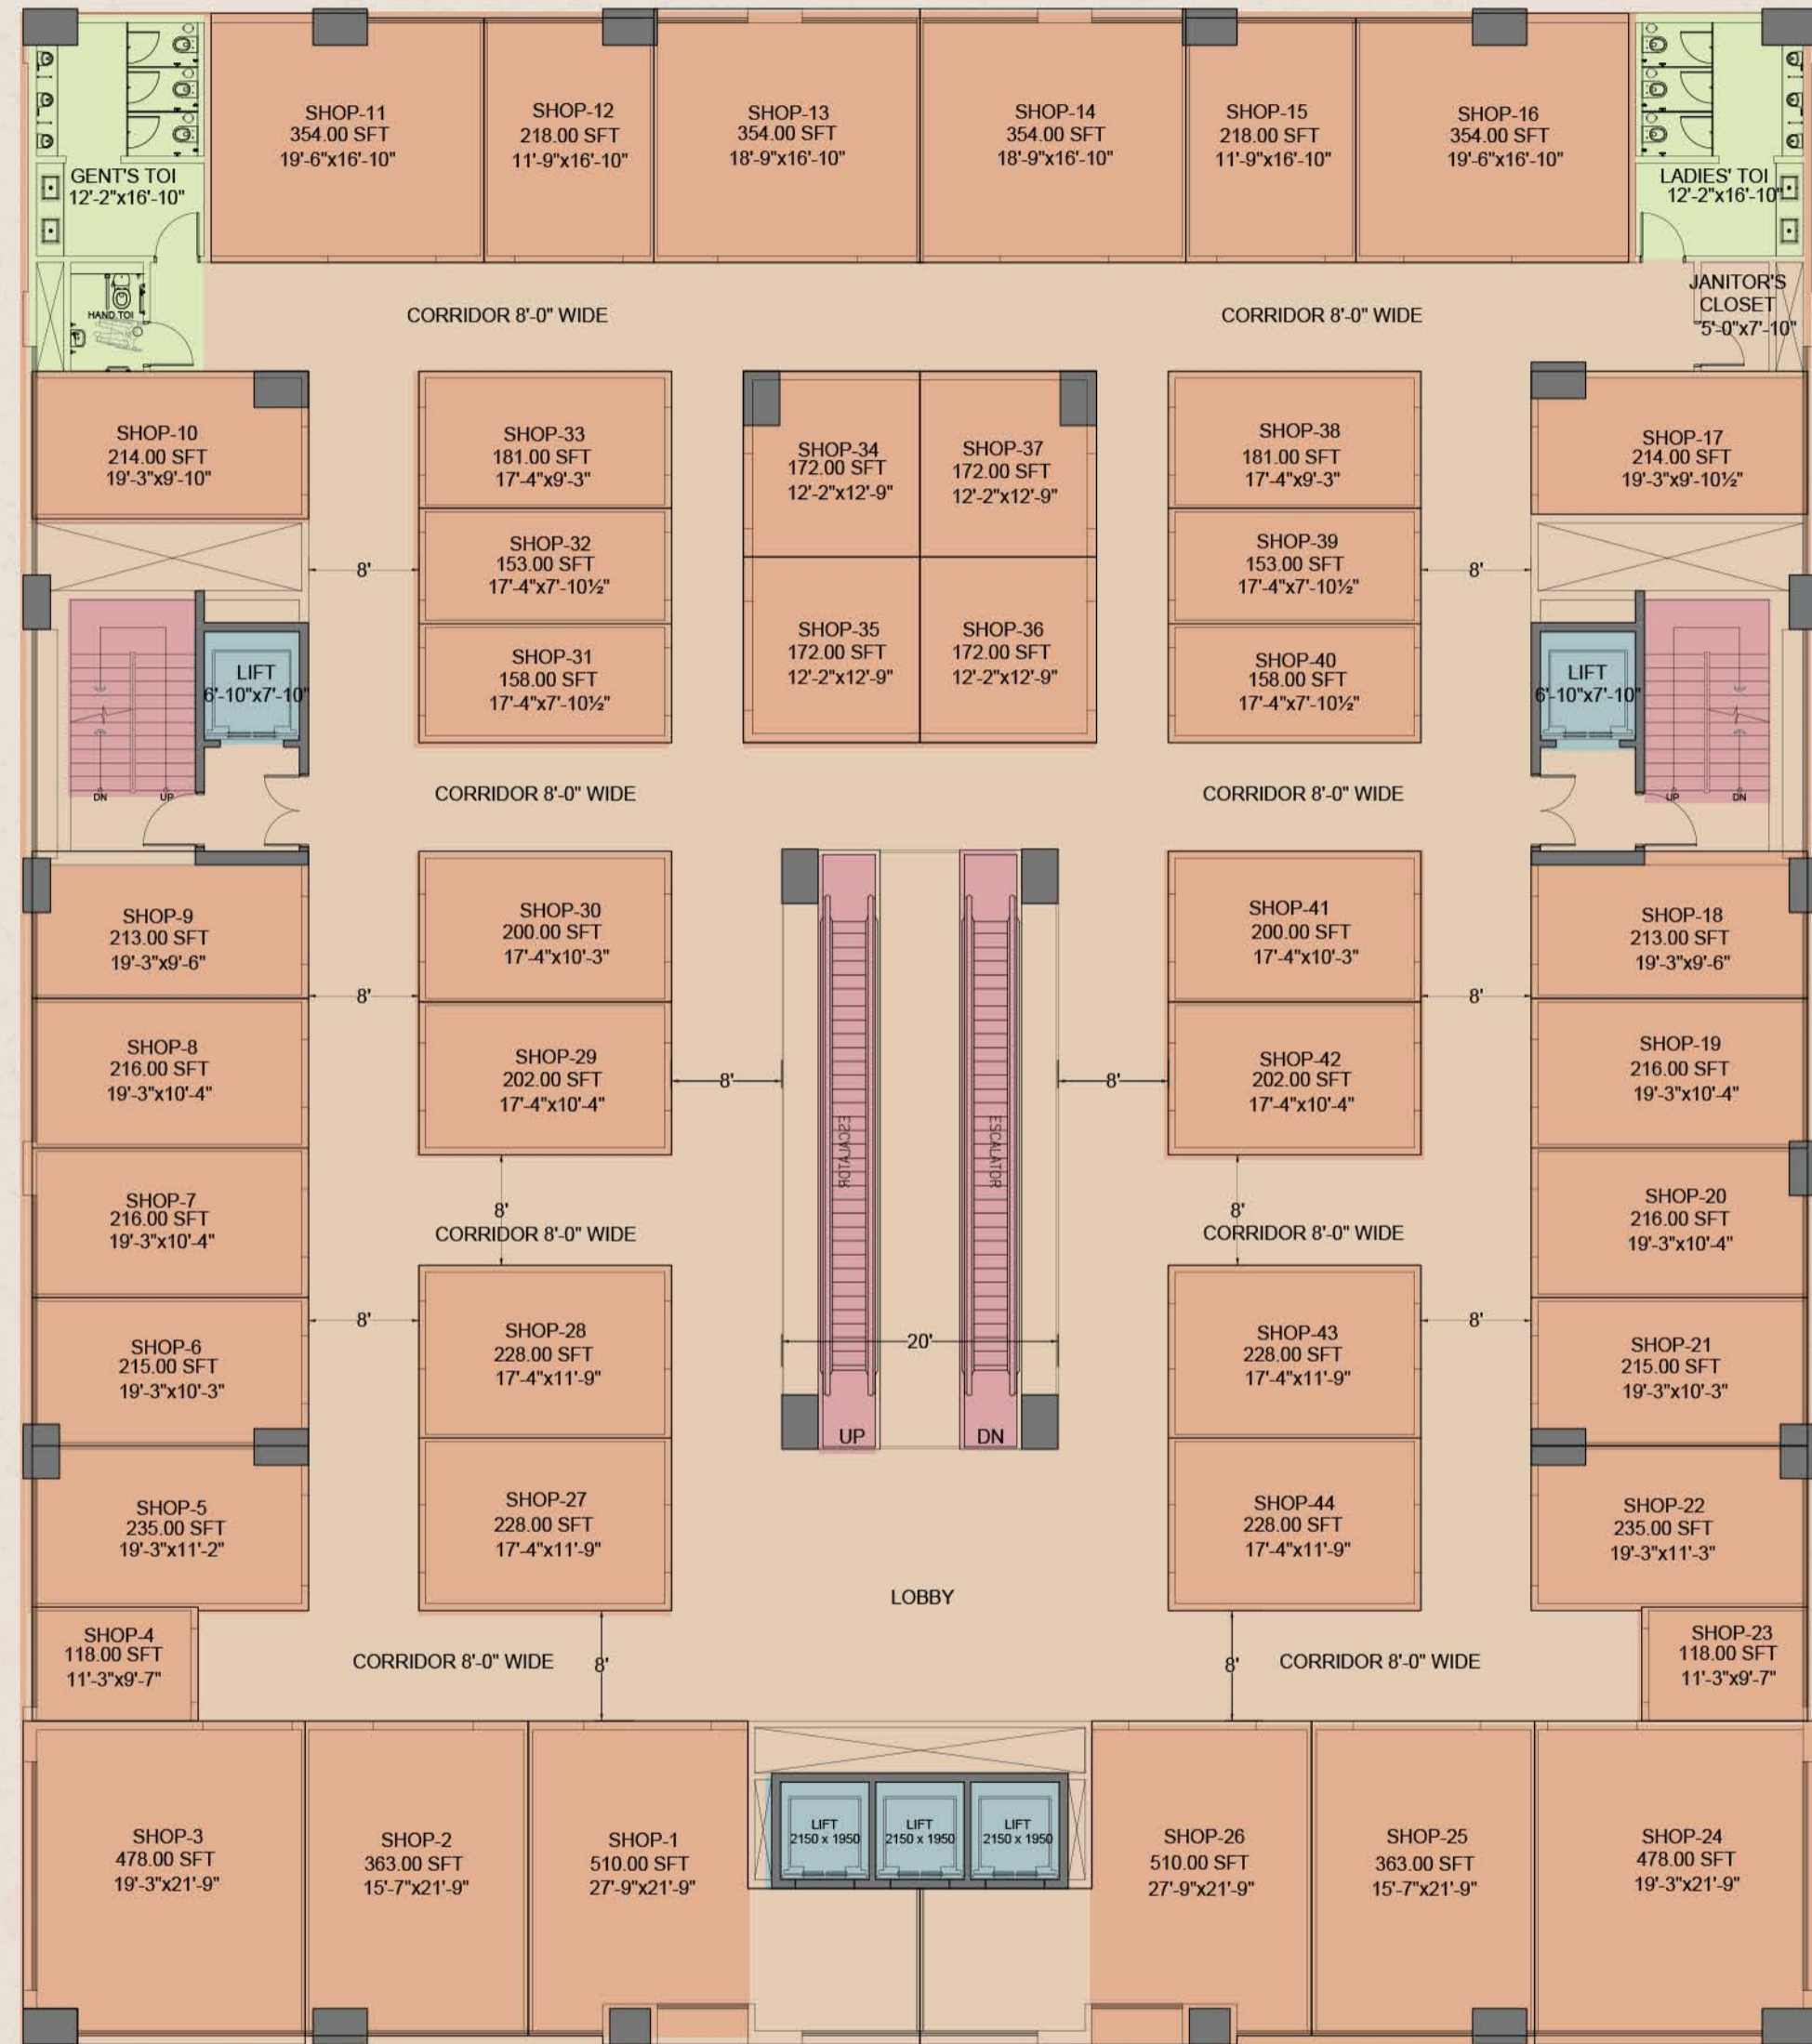 SHOP-11
354.00 SFT
19'-6"x16'-10"
SHOP-12
218.00 SFT
11'-9"x16'-10"
SHOP-13
354.00 SFT
18'-9"x16'-10"
SHOP-14
354.00 SFT
18'-9"x16'-10"
SHOP-15
218.00 SFT
11'-9"x16'-10"
SHOP-16
354.00 SFT
19'-6"x16'-10"
GENT'S TOI
12'-2"x16'-10"
LADIES' TOI
12'-2"x16'-10"
HAND.TOI
CORRIDOR 8'-0" WIDE
CORRIDOR 8'-0" WIDE
JANITOR'S
CLOSET
5'-0"x7'-10"
SHOP-10
214.00 SFT
19'-3"x9'-10"
SHOP-33
181.00 SFT
17'-4"x9'-3"
SHOP-34
172.00 SFT
12'-2"x12'-9"
SHOP-37
172.00 SFT
12'-2"x12'-9"
SHOP-38
181.00 SFT
17'-4"x9'-3"
SHOP-17
214.00 SFT
19'-3"x9'-10½"
8'
SHOP-32
153.00 SFT
17'-4"x7'-10½"
SHOP-39
153.00 SFT
17'-4"x7'-10½"
8'
LIFT
6'-10"x7'-10"
SHOP-31
158.00 SFT
17'-4"x7'-10½"
SHOP-35
172.00 SFT
12'-2"x12'-9"
SHOP-36
172.00 SFT
12'-2"x12'-9"
SHOP-40
158.00 SFT
17'-4"x7'-10½"
LIFT
6'-10"x7'-10"
DN
UP
CORRIDOR 8'-0" WIDE
CORRIDOR 8'-0" WIDE
UP
DN
SHOP-9
213.00 SFT
19'-3"x9'-6"
SHOP-30
200.00 SFT
17'-4"x10'-3"
SHOP-41
200.00 SFT
17'-4"x10'-3"
SHOP-18
213.00 SFT
19'-3"x9'-6"
8'
8'
SHOP-8
216.00 SFT
19'-3"x10'-4"
SHOP-29
202.00 SFT
17'-4"x10'-4"
8'
8'
SHOP-42
202.00 SFT
17'-4"x10'-4"
SHOP-19
216.00 SFT
19'-3"x10'-4"
ESCALATOR
ESCALATOR
SHOP-7
216.00 SFT
19'-3"x10'-4"
8'
CORRIDOR 8'-0" WIDE
8'
CORRIDOR 8'-0" WIDE
SHOP-20
216.00 SFT
19'-3"x10'-4"
8'
8'
SHOP-6
215.00 SFT
19'-3"x10'-3"
SHOP-28
228.00 SFT
17'-4"x11'-9"
20'
SHOP-43
228.00 SFT
17'-4"x11'-9"
SHOP-21
215.00 SFT
19'-3"x10'-3"
UP
DN
SHOP-5
235.00 SFT
19'-3"x11'-2"
SHOP-27
228.00 SFT
17'-4"x11'-9"
SHOP-44
228.00 SFT
17'-4"x11'-9"
SHOP-22
235.00 SFT
19'-3"x11'-3"
LOBBY
SHOP-4
118.00 SFT
11'-3"x9'-7"
CORRIDOR 8'-0" WIDE
8'
8'
CORRIDOR 8'-0" WIDE
SHOP-23
118.00 SFT
11'-3"x9'-7"
SHOP-3
478.00 SFT
19'-3"x21'-9"
SHOP-2
363.00 SFT
15'-7"x21'-9"
SHOP-1
510.00 SFT
27'-9"x21'-9"
LIFT
2150 x 1950
LIFT
2150 x 1950
LIFT
2150 x 1950
SHOP-26
510.00 SFT
27'-9"x21'-9"
SHOP-25
363.00 SFT
15'-7"x21'-9"
SHOP-24
478.00 SFT
19'-3"x21'-9"